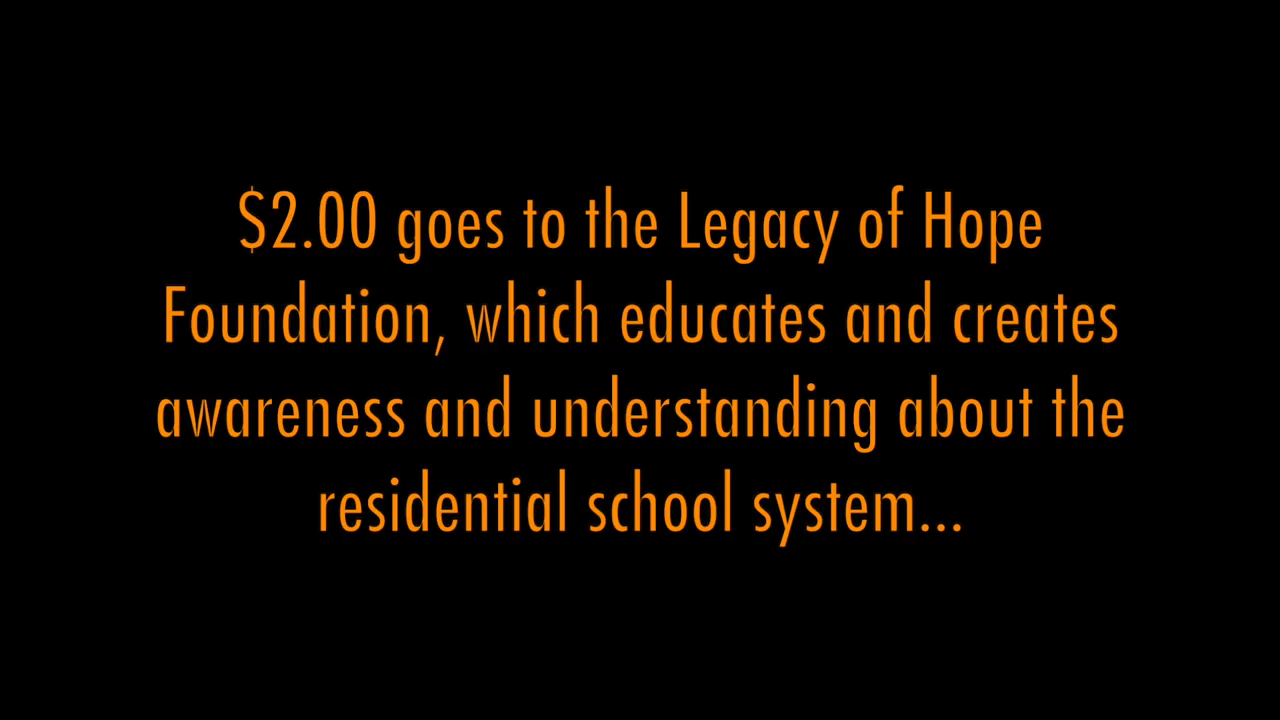 $2.00 goes to the Legacy of Hope
Foundation, which educates and creates
awareness and understanding about the
residential school system...